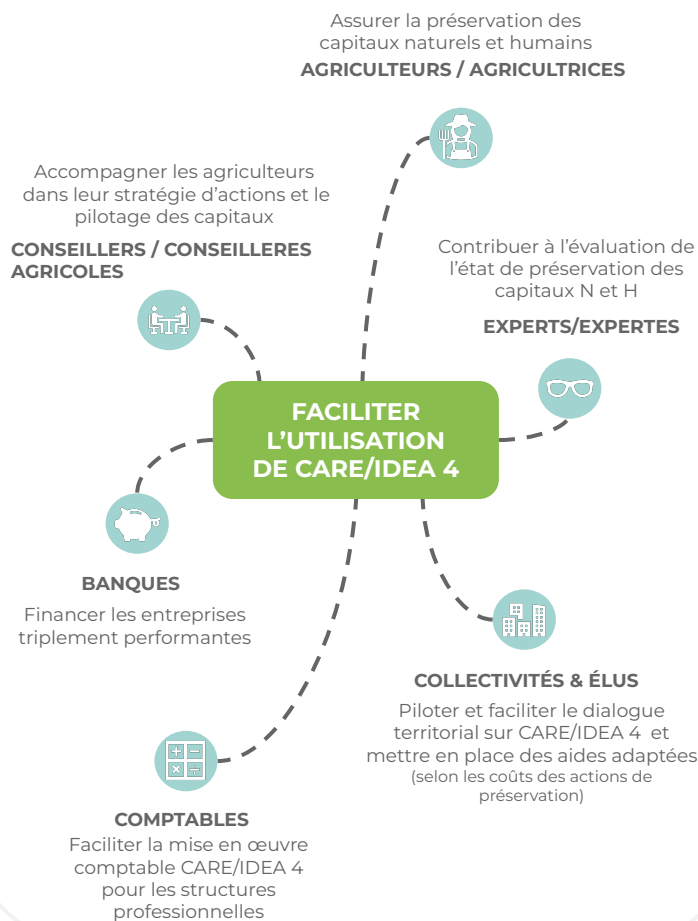 Assurer la préservation des
capitaux naturels et humains
AGRICULTEURS / AGRICULTRICES
Accompagner les agriculteurs
dans leur stratégie d'actions et le
pilotage des capitaux
CONSEILLERS / CONSEILLERES
AGRICOLES
Contribuer à l'évaluation de
l'état de préservation des
capitaux N et H
EXPERTS/EXPERTES
FACILITER
L'UTILISATION
DE CARE/IDEA 4
BANQUES
Financer les entreprises
triplement performantes
COLLECTIVITÉS & ÉLUS
Piloter et faciliter le dialogue
territorial sur CARE/IDEA 4 et
mettre en place des aides adaptées
(selon les coûts des actions de
préservation)
COMPTABLES
Faciliter la mise en œuvre
comptable CARE/IDEA 4
pour les structures
professionnelles